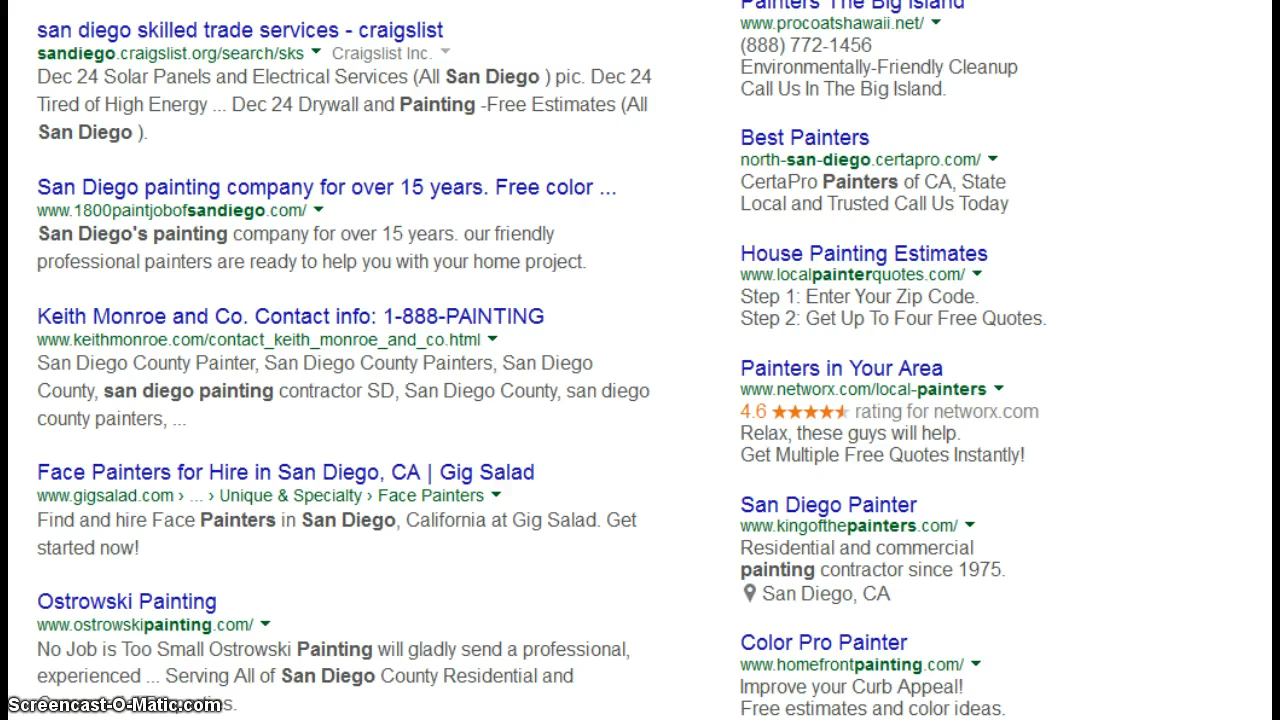 san diego skilled trade services - craigslist
sandiego.craigslist.org/search/sks Craigslist Inc.
Dec 24 Solar Panels and Electrical Services (All San Diego ) pic. Dec 24
Tired of High Energy ... Dec 24 Drywall and Painting -Free Estimates (All
San Diego ).
San Diego painting company for over 15 years. Free color ...
www.1800paintjobofsandiego.com/
San Diego's painting company for over 15 years. our friendly
professional painters are ready to help you with your home project.
Keith Monroe and Co. Contact info: 1-888-PAINTING
www.keithmonroe.com/contact_keith_monroe_and_co.html
San Diego County Painter, San Diego County Painters, San Diego
County, san diego painting contractor SD, San Diego County, san diego
county painters, ...
Face Painters for Hire in San Diego, CA | Gig Salad
www.gigsalad.com › ... › Unique & Specialty › Face Painters
Find and hire Face Painters in San Diego, California at Gig Salad. Get
started now!
Ostrowski Painting
www.ostrowskipainting.com/
No Job is Too Small Ostrowski Painting will gladly send a professional,
experienced ... Serving All of San Diego County Residential and
Screencast-O-Matic.com
Painters The Big Island
www.procoatshawaii.net/
(888) 772-1456
Environmentally-Friendly Cleanup
Call Us In The Big Island.
Best Painters
north-san-diego.certapro.com/
CertaPro Painters of CA, State
Local and Trusted Call Us Today
House Painting Estimates
www.localpainterquotes.com/
Step 1: Enter Your Zip Code.
Step 2: Get Up To Four Free Quotes.
Painters in Your Area
www.networx.com/local-painters
4.6 ★★★★★ rating for networx.com
Relax, these guys will help.
Get Multiple Free Quotes Instantly!
San Diego Painter
www.kingofthepainters.com/
Residential and commercial
painting contractor since 1975.
San Diego, CA
Color Pro Painter
www.homefrontpainting.com/
Improve your Curb Appeal!
Free estimates and color ideas.